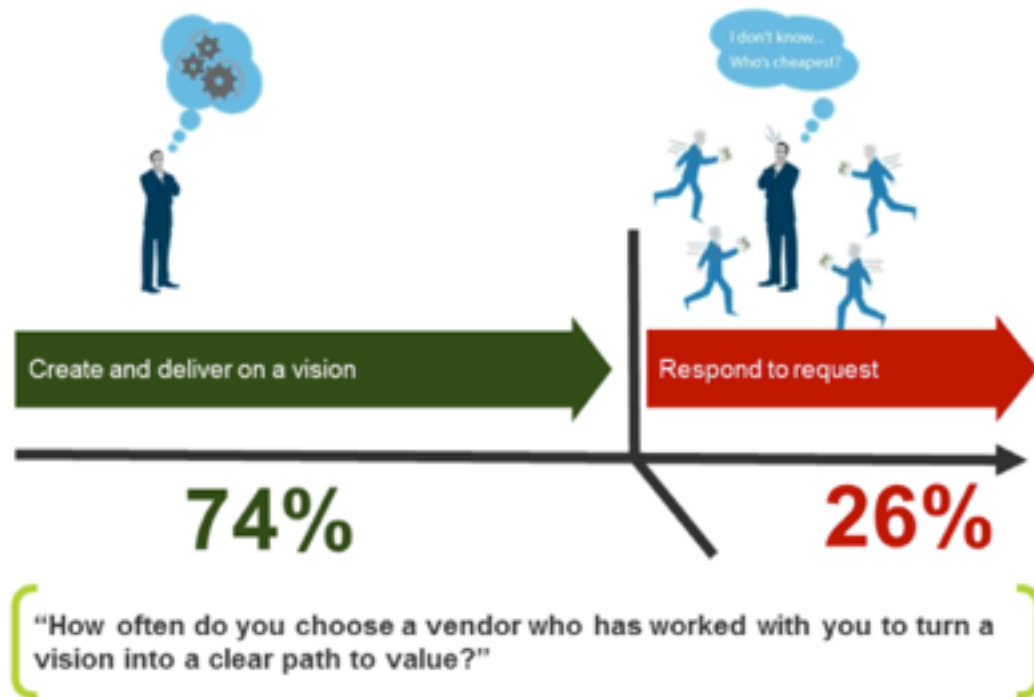 I don't know...
Who's cheapest?
Create and deliver on a vision
Respond to request
74%
26%
“How often do you choose a vendor who has worked with you to turn a
vision into a clear path to value?”